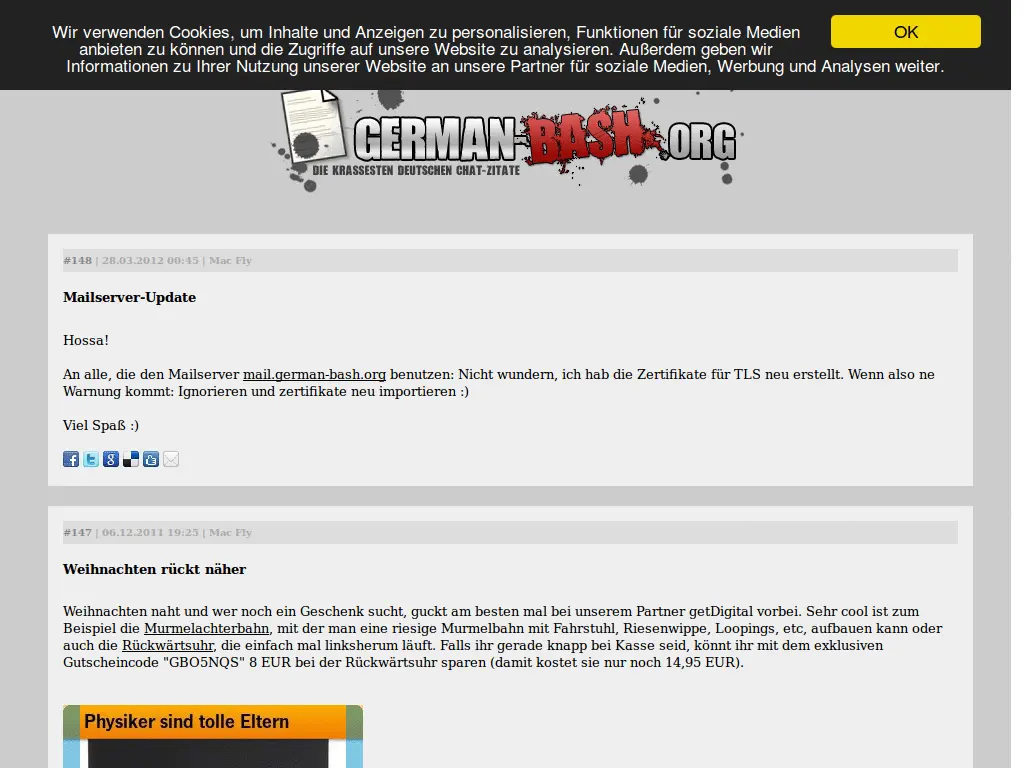 Wir verwenden Cookies, um Inhalte und Anzeigen zu personalisieren, Funktionen für soziale Medien
anbieten zu können und die Zugriffe auf unsere Website zu analysieren. Außerdem geben wir
Informationen zu Ihrer Nutzung unserer Website an unsere Partner für soziale Medien, Werbung und Analysen weiter.
OK
GERMAN-BASH.ORG
DIE KRASSESTEN DEUTSCHEN CHAT-ZITATE
#148 | 28.03.2012 00:45 | Mac Fly
Mailserver-Update
Hossa!
An alle, die den Mailserver mail.german-bash.org benutzen: Nicht wundern, ich hab die Zertifikate für TLS neu erstellt. Wenn also ne
Warnung kommt: Ignorieren und zertifikate neu importieren :)
Viel Spaß :)
#147 | 06.12.2011 19:25 | Mac Fly
Weihnachten rückt näher
Weihnachten naht und wer noch ein Geschenk sucht, guckt am besten mal bei unserem Partner getDigital vorbei. Sehr cool ist zum
Beispiel die Murmelachterbahn, mit der man eine riesige Murmelbahn mit Fahrstuhl, Riesenwippe, Loopings, etc, aufbauen kann oder
auch die Rückwärtsuhr, die einfach mal linksherum läuft. Falls ihr gerade knapp bei Kasse seid, könnt ihr mit dem exklusiven
Gutscheincode "GBO5NQS" 8 EUR bei der Rückwärtsuhr sparen (damit kostet sie nur noch 14,95 EUR).
Physiker sind tolle Eltern